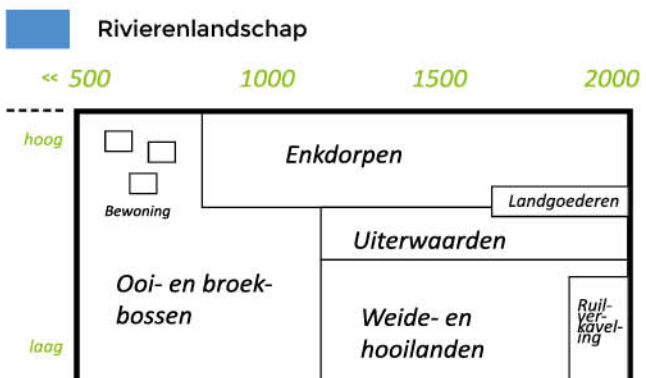 Rivierenlandschap
<< 500 1000 1500 2000
hoog
Enkdorpen
Bewoning
Landgoederen
Uiterwaarden
Ooi- en broek-
bossen
Weide- en
hooilanden
Ruil-
ver-
kavel-
ing
laag